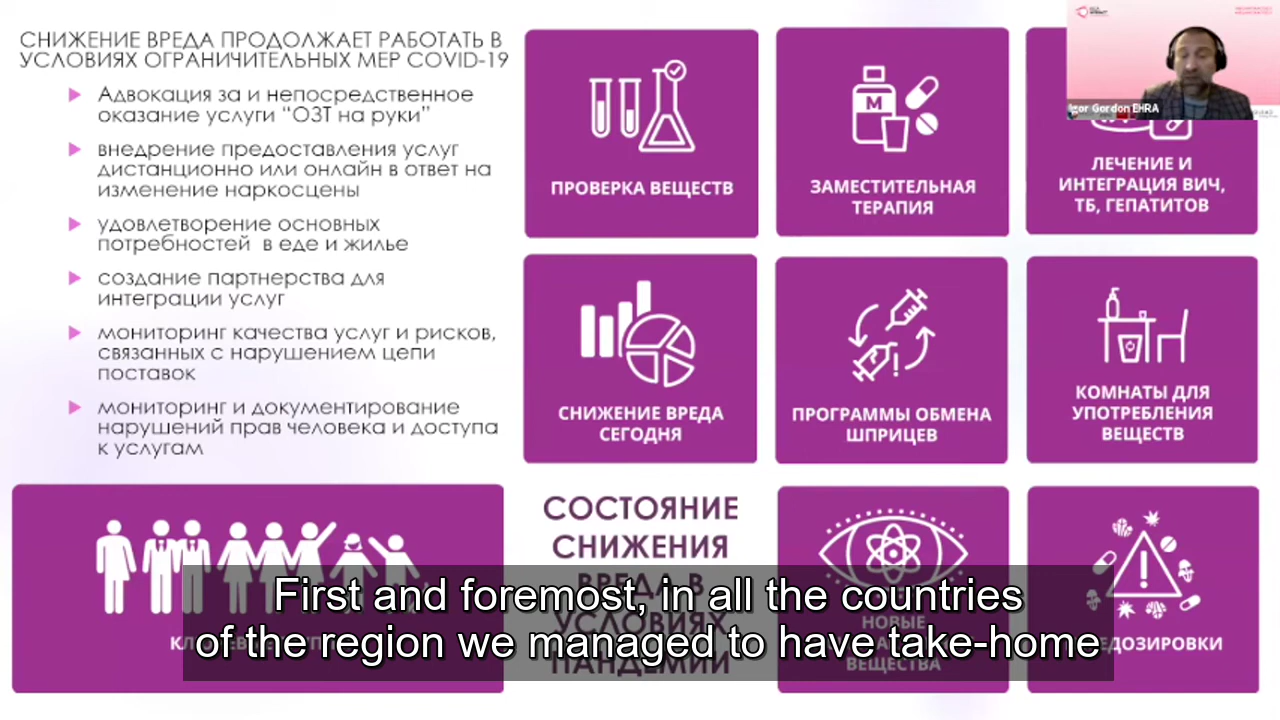 СНИЖЕНИЕ ВРЕДА ПРОДОЛЖАЕТ РАБОТАТЬ В
УСЛОВИЯХ ОГРАНИЧИТЕЛЬНЫХ МЕР COVID-19
Адвокация за и непосредственное
оказание услуги “ОЗТ на руки”
внедрение предоставления услуг
дистанционно или онлайн в ответ на
изменение наркосцены
удовлетворение основных
потребностей в еде и жилье
создание партнерства для
интеграции услуг
мониторинг качества услуг и рисков,
связанных с нарушением цепи
поставок
мониторинг и документирование
нарушений прав человека и доступа
к услугам
ПРОВЕРКА ВЕЩЕСТВ
M
ЗАМЕСТИТЕЛЬНАЯ
ТЕРАПИЯ
Igor Gordon EHRA
ЛЕЧЕНИЕ И
ИНТЕГРАЦИЯ ВИЧ,
ТБ, ГЕПАТИТОВ
СНИЖЕНИЕ ВРЕДА
СЕГОДНЯ
ПРОГРАММЫ ОБМЕНА
ШПРИЦЕВ
КОМНАТЫ ДЛЯ
УПОТРЕБЛЕНИЯ
ВЕЩЕСТВ
СОСТОЯНИЕ
СНИЖЕНИЯ
ВРЕДА В
УСЛОВИЯХ
ПАНДЕМИИ
НОВЫЕ
ВЕЩЕСТВА
First and foremost, in all the countries
of the region we managed to have take-home